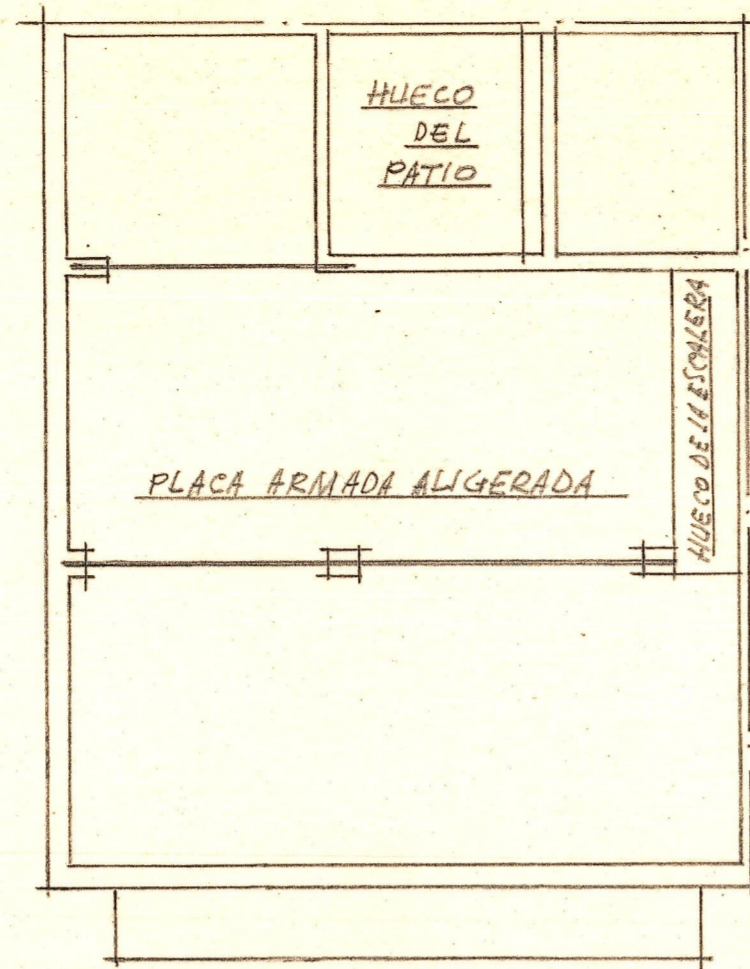 HUECO
DEL
PATIO
HUECO DE LA ESCALERA
PLACA ARMADA ALIGERADA